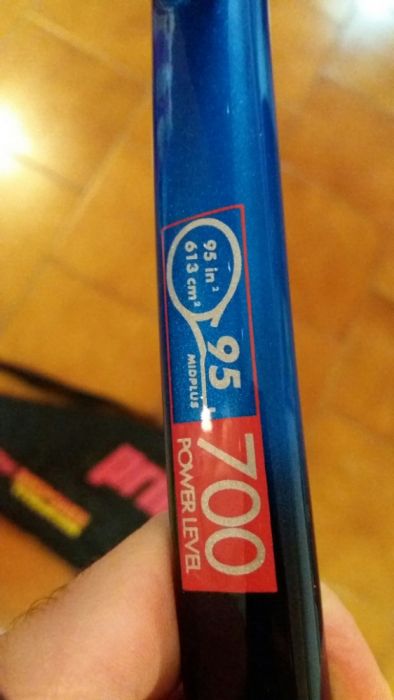 95 in²
613 cm²
95
MIDPLUS
700
POWER LEVEL